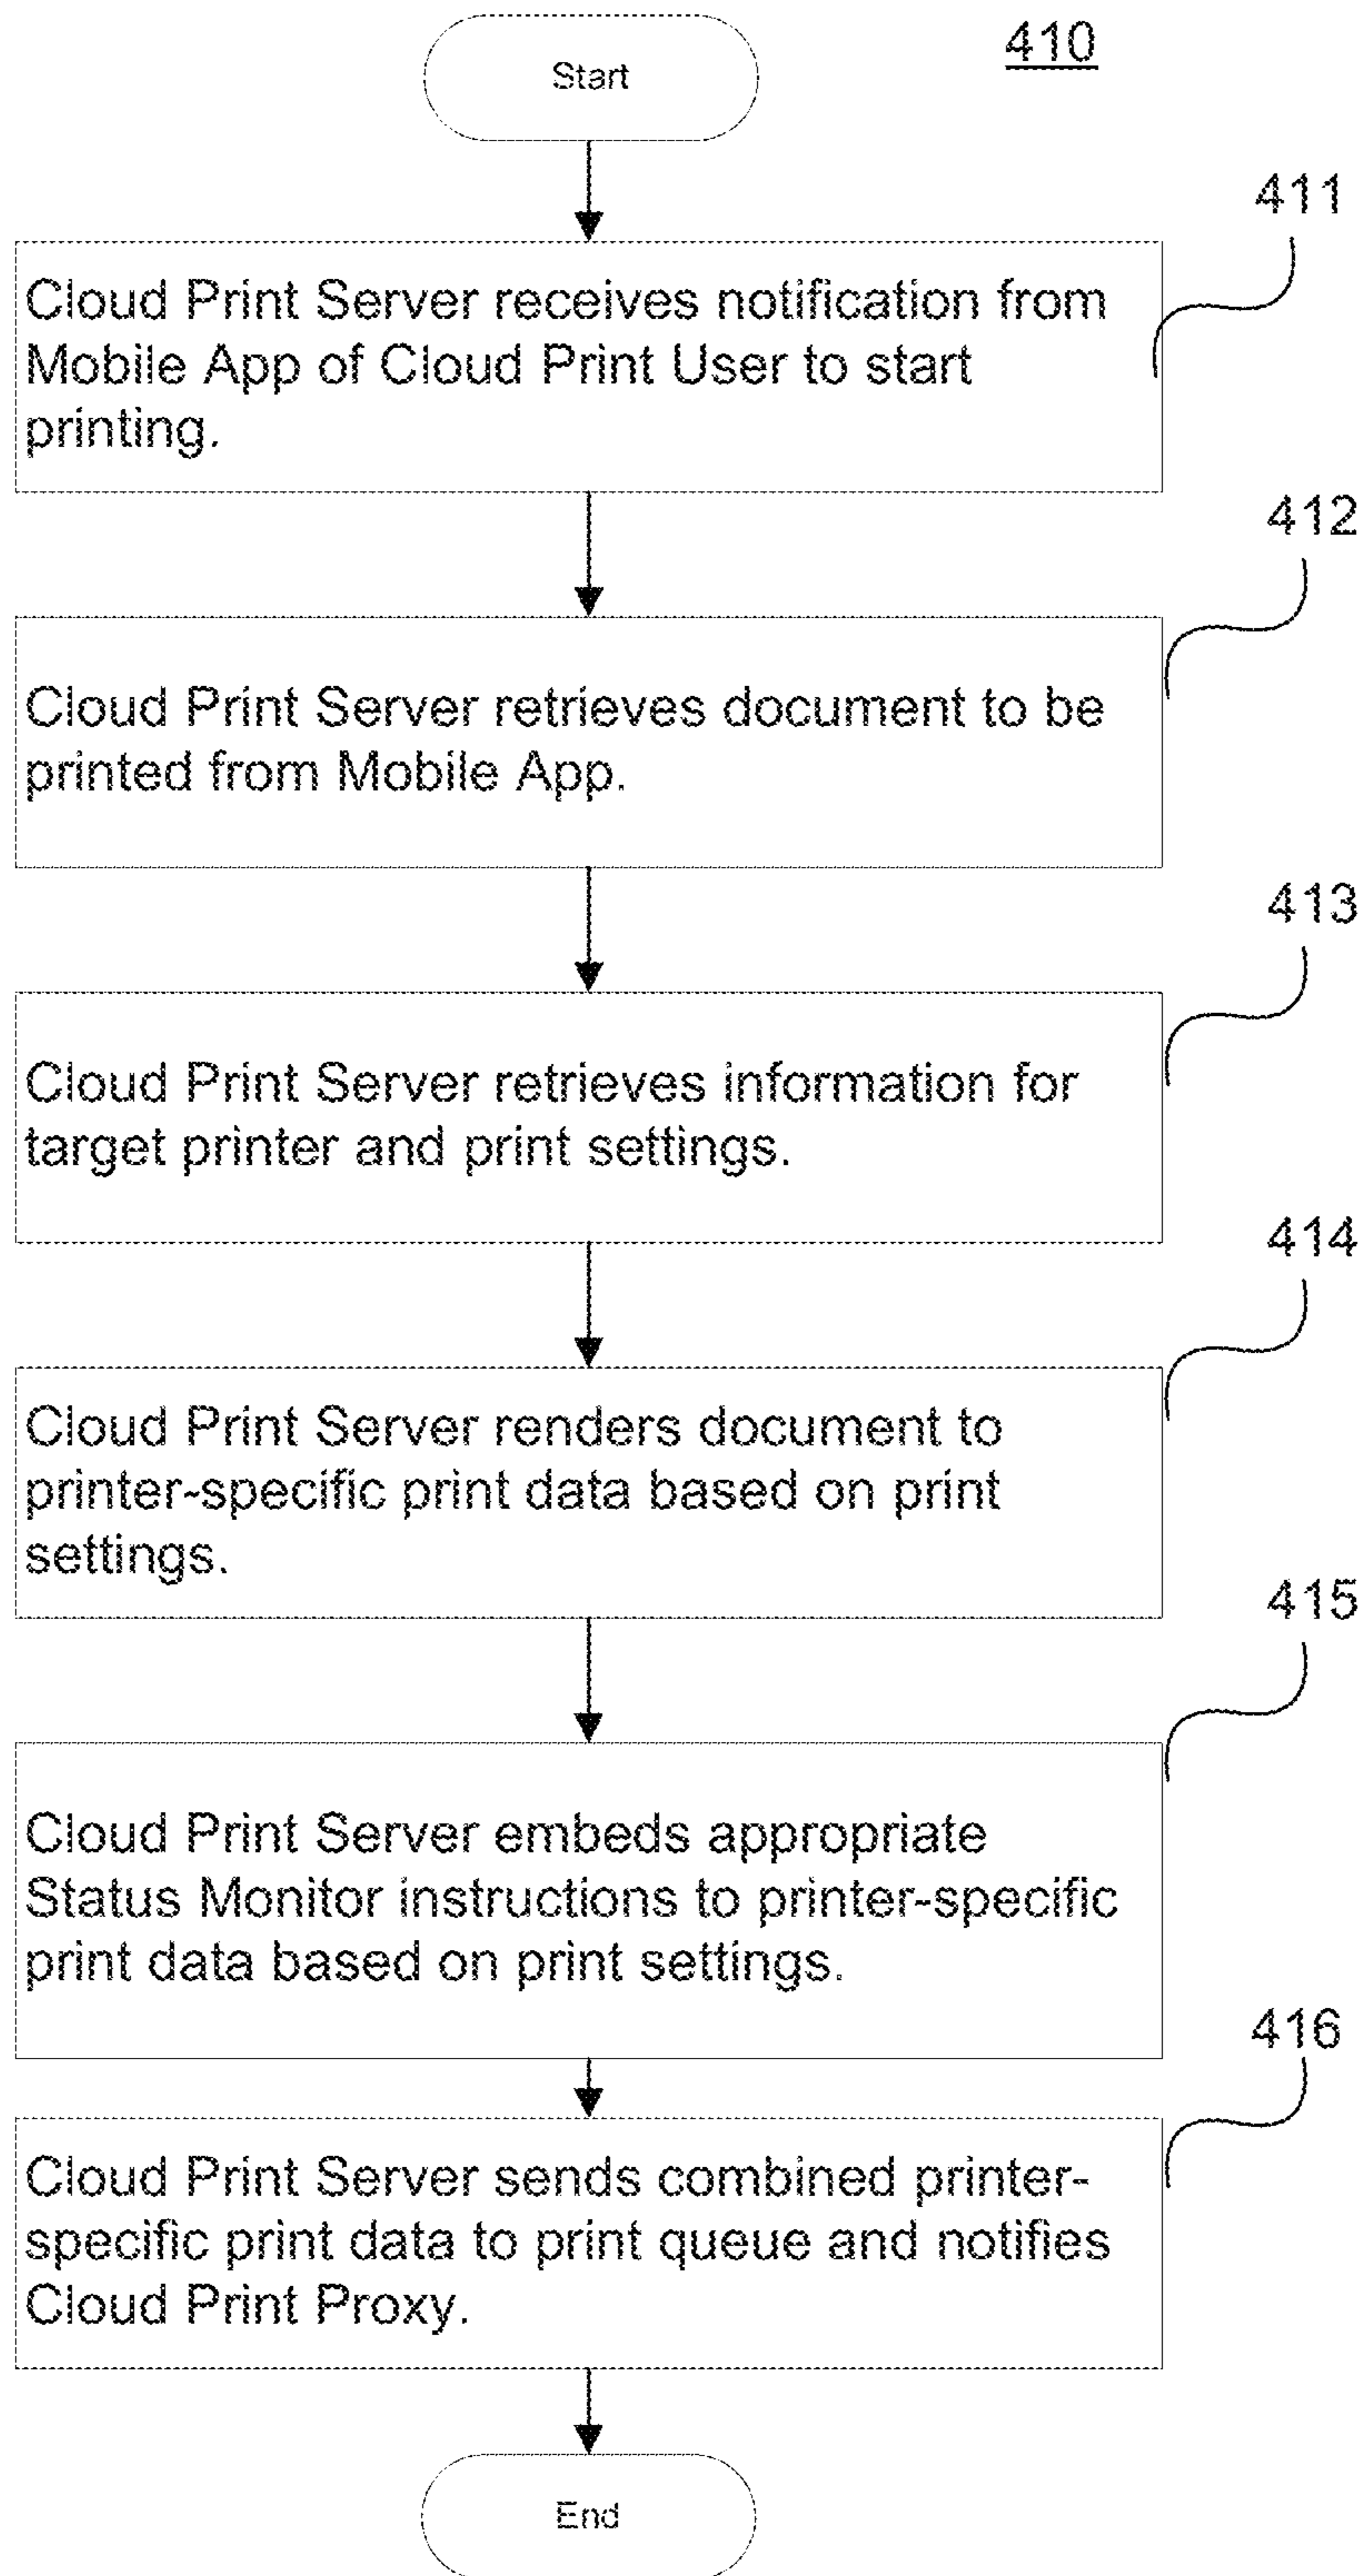 410
Start
411
Cloud Print Server receives notification from
Mobile App of Cloud Print User to start
printing.
412
Cloud Print Server retrieves document to be
printed from Mobile App.
413
Cloud Print Server retrieves information for
target printer and print settings.
414
Cloud Print Server renders document to
printer-specific print data based on print
settings.
415
Cloud Print Server embeds appropriate
Status Monitor instructions to printer-specific
print data based on print settings.
416
Cloud Print Server sends combined printer-
specific print data to print queue and notifies
Cloud Print Proxy.
End